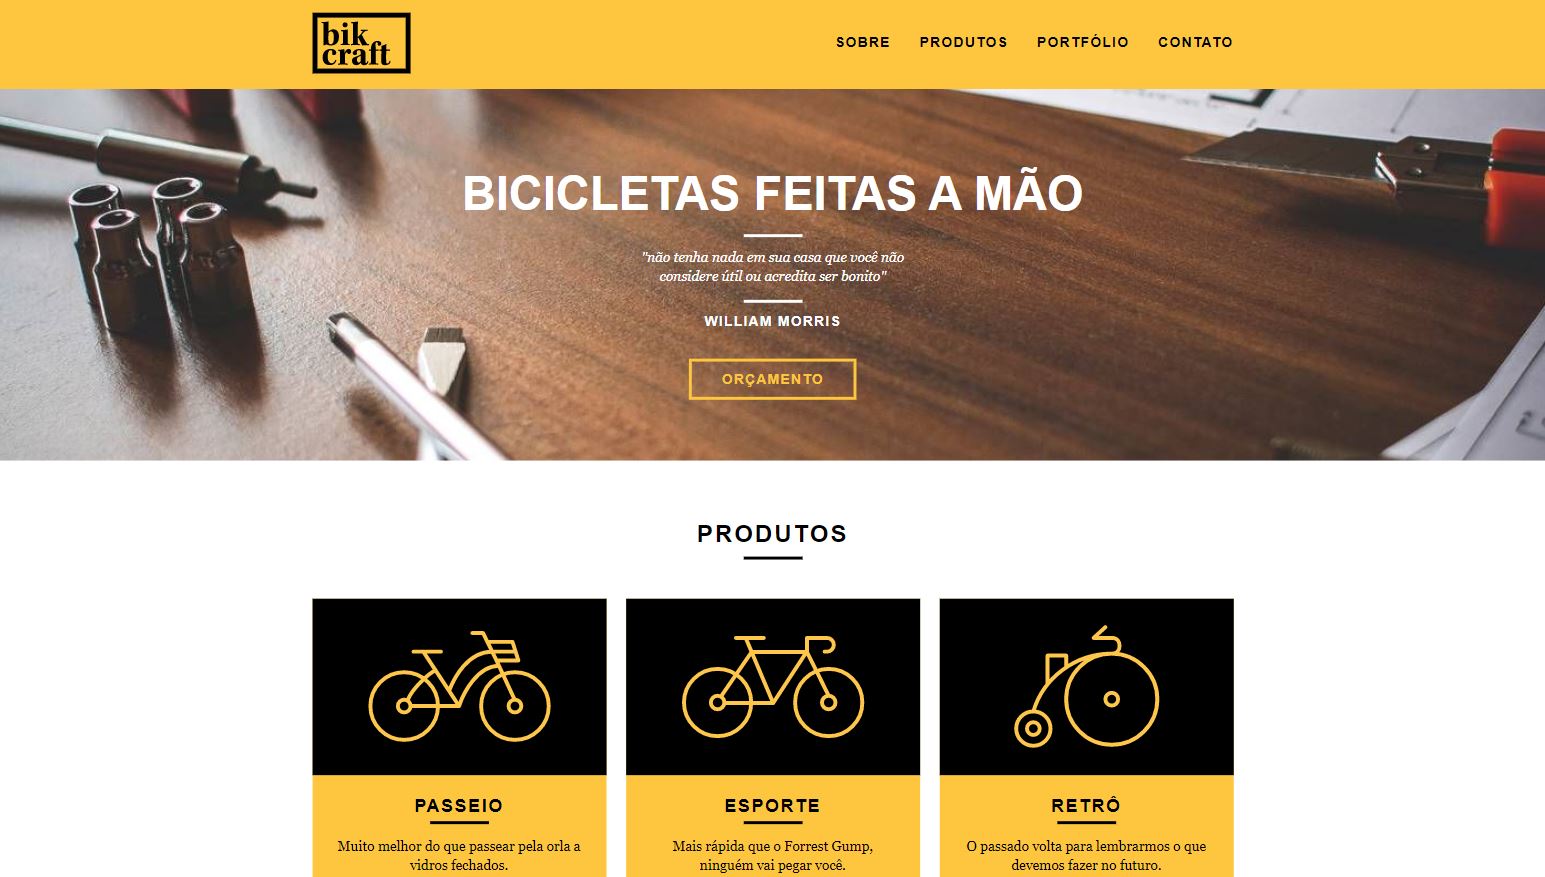 bik
craft
SOBRE PRODUTOS PORTFÓLIO CONTATO
BICICLETAS FEITAS A MÃO
"não tenha nada em sua casa que você não
considere útil ou acredita ser bonito"
WILLIAM MORRIS
ORÇAMENTO
PRODUTOS
PASSEIO
Muito melhor do que passear pela orla a
vidros fechados.
ESPORTE
Mais rápida que o Forrest Gump,
ninguém vai pegar você.
RETRÔ
O passado volta para lembrarmos o que
devemos fazer no futuro.